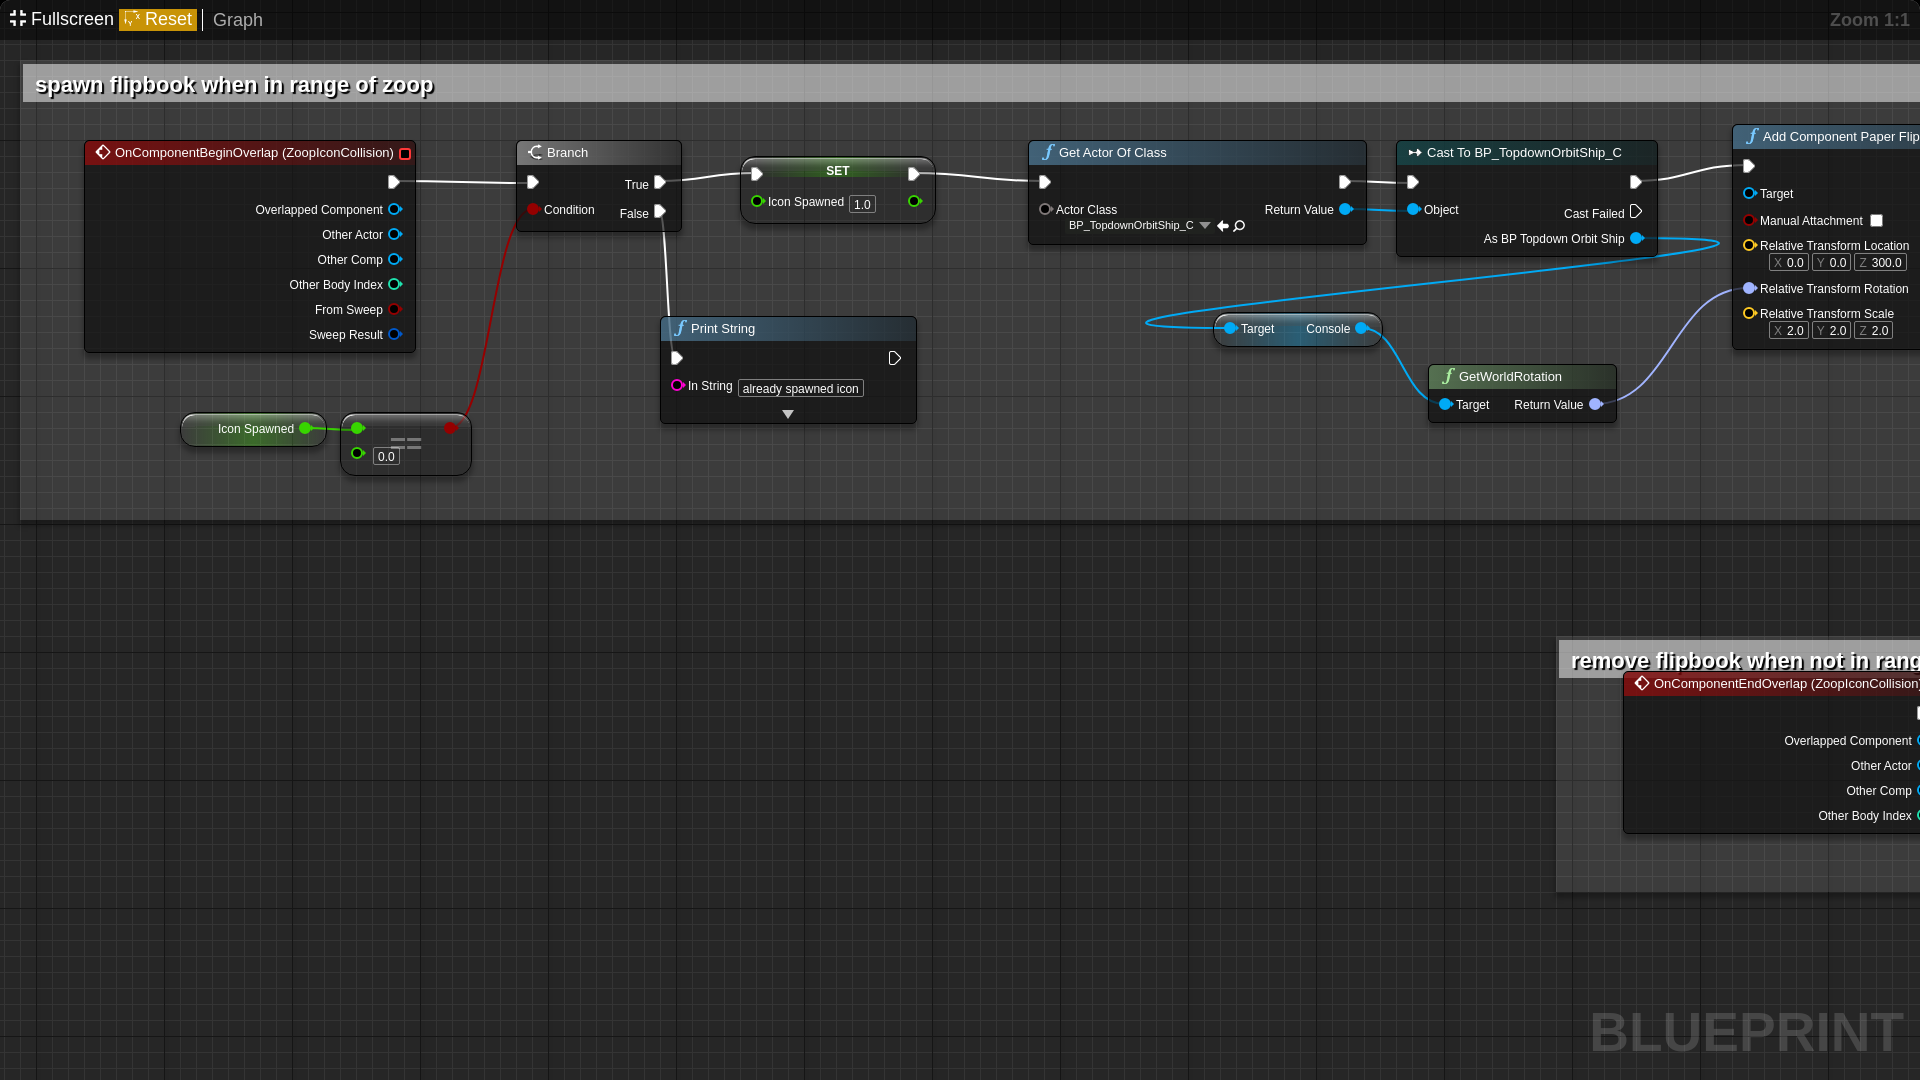 Fullscreen Reset Graph Zoom 1:1
spawn flipbook when in range of zoop
OnComponentBeginOverlap (ZoopIconCollision)
Overlapped Component
Other Actor
Other Comp
Other Body Index
From Sweep
Sweep Result
Branch
True
Condition False
SET
Icon Spawned 1.0
Get Actor Of Class
Actor Class Return Value
BP_TopdownOrbitShip_C
Cast To BP_TopdownOrbitShip_C
Object Cast Failed
As BP Topdown Orbit Ship
Add Component Paper Flip
Target
Manual Attachment
Relative Transform Location
X 0.0 Y 0.0 Z 300.0
Relative Transform Rotation
Relative Transform Scale
X 2.0 Y 2.0 Z 2.0
Print String
In String already spawned icon
Target Console
GetWorldRotation
Target Return Value
Icon Spawned
==
0.0
remove flipbook when not in rang
OnComponentEndOverlap (ZoopIconCollision)
Overlapped Component
Other Actor
Other Comp
Other Body Index
BLUEPRINT